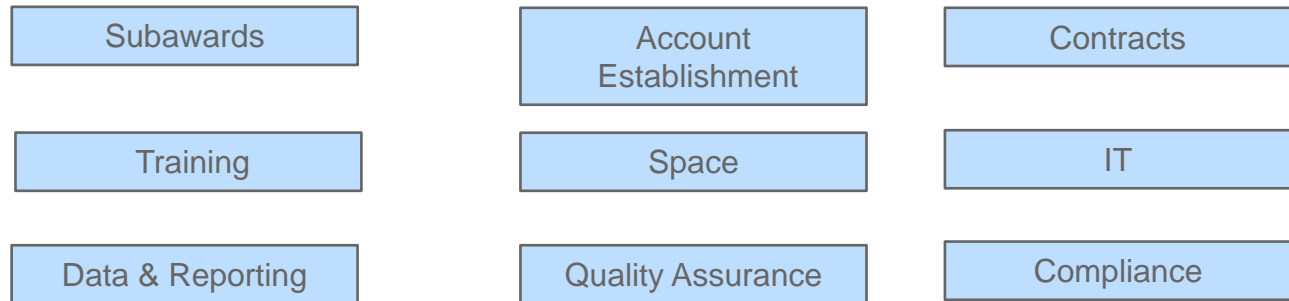 Subawards
Account
Establishment
Contracts
Training
Space
IT
Data & Reporting
Quality Assurance
Compliance